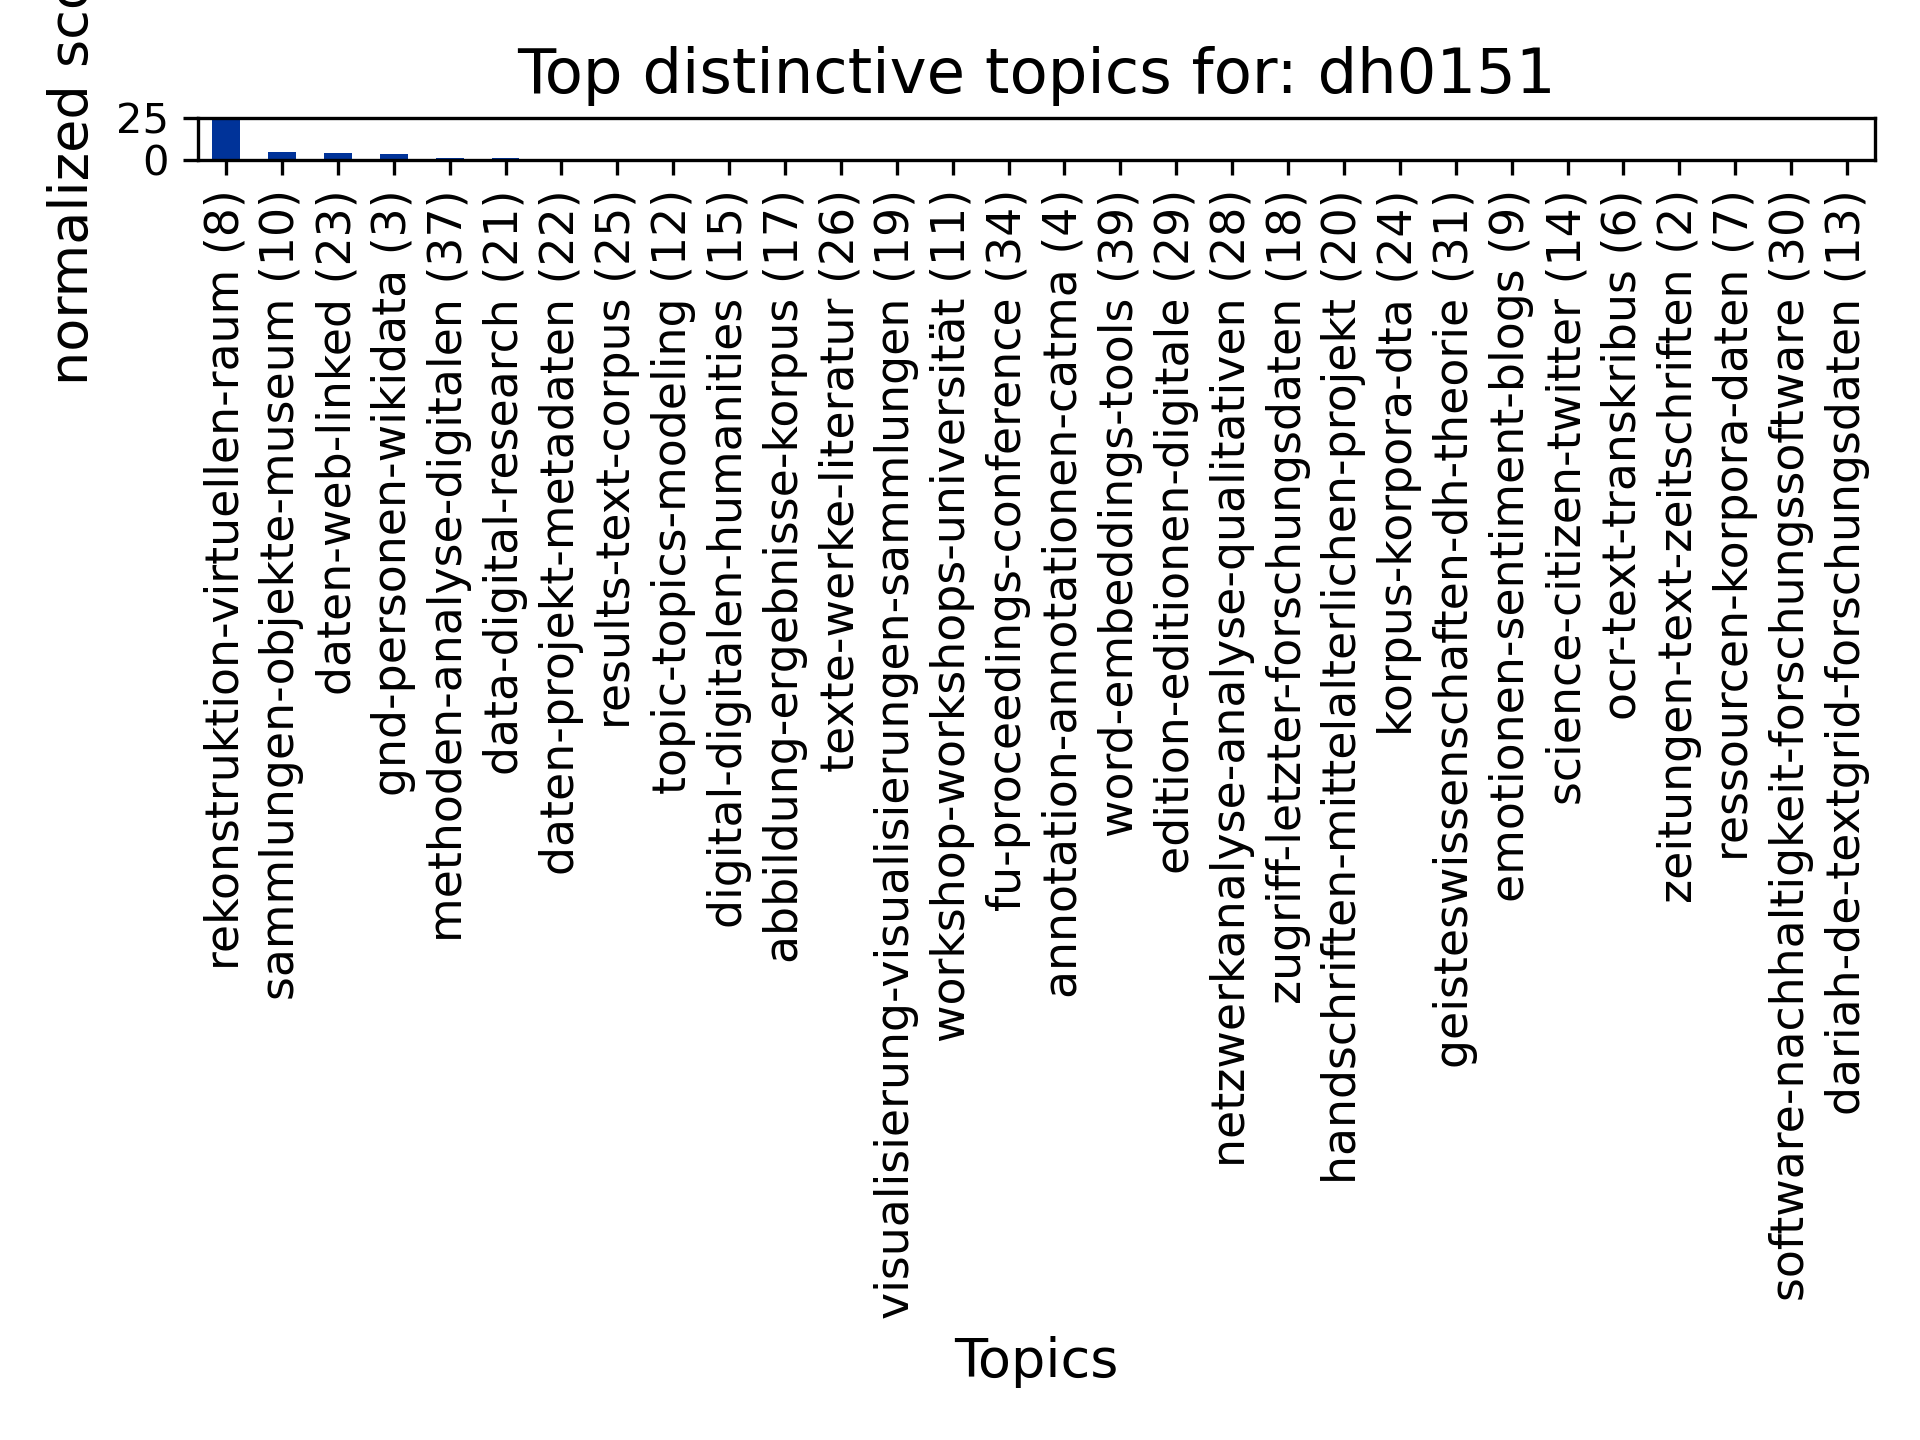 Top distinctive topics for: dh0151
normalized sco
25
0
rekonstruktion-virtuellen-raum (8)
sammlungen-objekte-museum (10)
daten-web-linked (23)
gnd-personen-wikidata (3)
methoden-analyse-digitalen (37)
data-digital-research (21)
daten-projekt-metadaten (22)
results-text-corpus (25)
topic-topics-modeling (12)
digital-digitalen-humanities (15)
abbildung-ergebnisse-korpus (17)
texte-werke-literatur (26)
visualisierung-visualisierungen-sammlungen (19)
workshop-workshops-universität (11)
fu-proceedings-conference (34)
annotation-annotationen-catma (4)
word-embeddings-tools (39)
edition-editionen-digitale (29)
netzwerkanalyse-analyse-qualitativen (28)
zugriff-letzter-forschungsdaten (18)
handschriften-mittelalterlichen-projekt (20)
korpus-korpora-dta (24)
geisteswissenschaften-dh-theorie (31)
emotionen-sentiment-blogs (9)
science-citizen-twitter (14)
ocr-text-transkribus (6)
zeitungen-text-zeitschriften (2)
ressourcen-korpora-daten (7)
software-nachhaltigkeit-forschungssoftware (30)
dariah-de-textgrid-forschungsdaten (13)
Topics